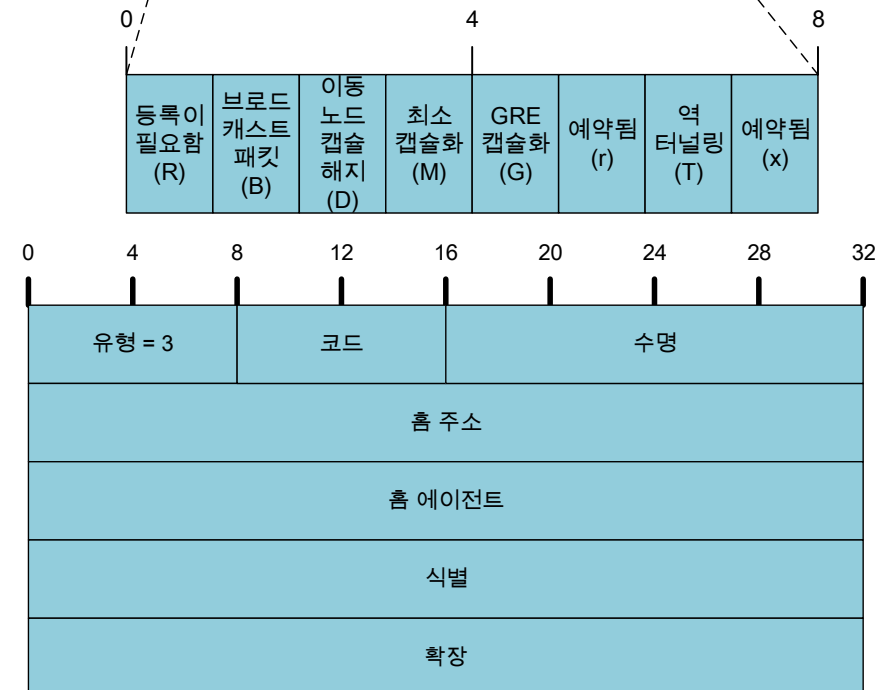 0 4 8
등록이
필요함
(R)
브로드
캐스트
패킷
(B)
이동
노드
캡슐
해지
(D)
최소
캡슐화
(M)
GRE
캡슐화
(G)
예약됨
(r)
역
터널링
(T)
예약됨
(x)
0 4 8 12 16 20 24 28 32
유형 = 3 코드 수명
홈 주소
홈 에이전트
식별
확장